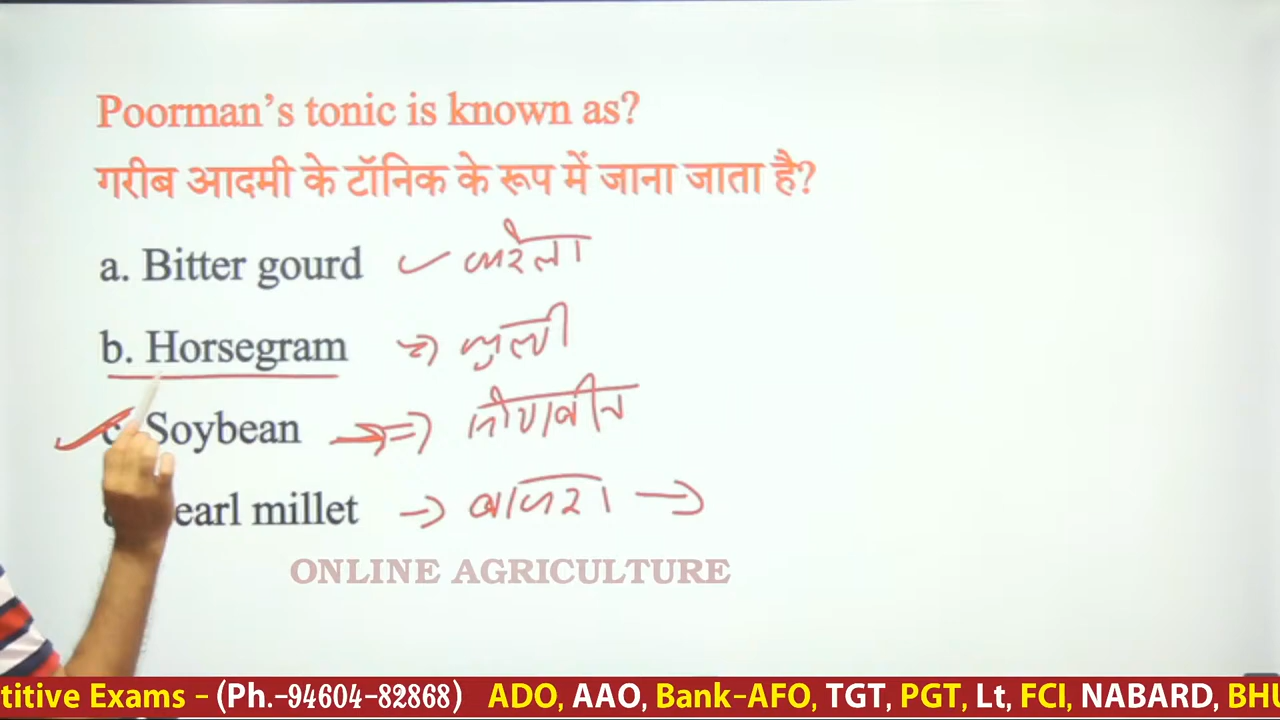 Poorman’s tonic is known as?
गरीब आदमी के टॉनिक के रूप में जाना जाता है?
a. Bitter gourd करेला
b. Horsegram
c. Soybean सोयाबीन
earl millet बाजरा
ONLINE AGRICULTURE
titive Exams - (Ph.-94604-82868) ADO, AAO, Bank-AFO, TGT, PGT, Lt, FCI, NABARD, BHU